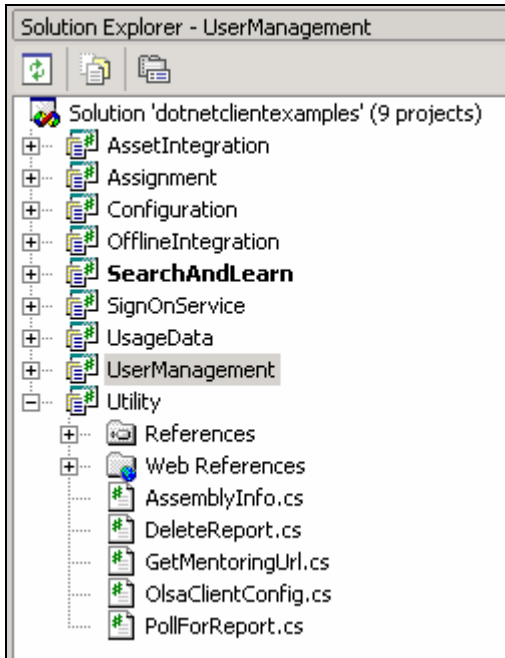 Solution Explorer - UserManagement
Solution 'dotnetclientexamples' (9 projects)
AssetIntegration
Assignment
Configuration
OfflineIntegration
SearchAndLearn
SignOnService
UsageData
UserManagement
Utility
References
Web References
AssemblyInfo.cs
DeleteReport.cs
GetMentoringUrl.cs
OlsaClientConfig.cs
PollForReport.cs